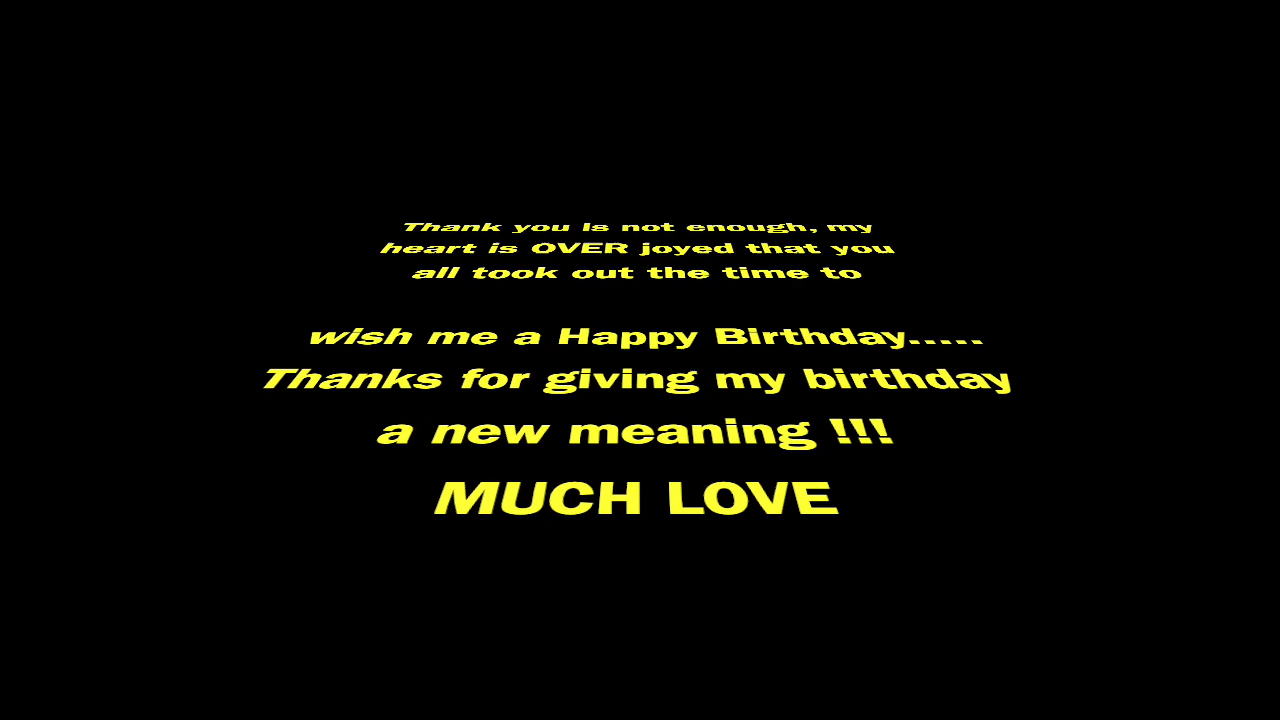 Thank you Is not enough, my
heart is OVER joyed that you
all took out the time to
wish me a Happy Birthday.....
Thanks for giving my birthday
a new meaning !!!
MUCH LOVE